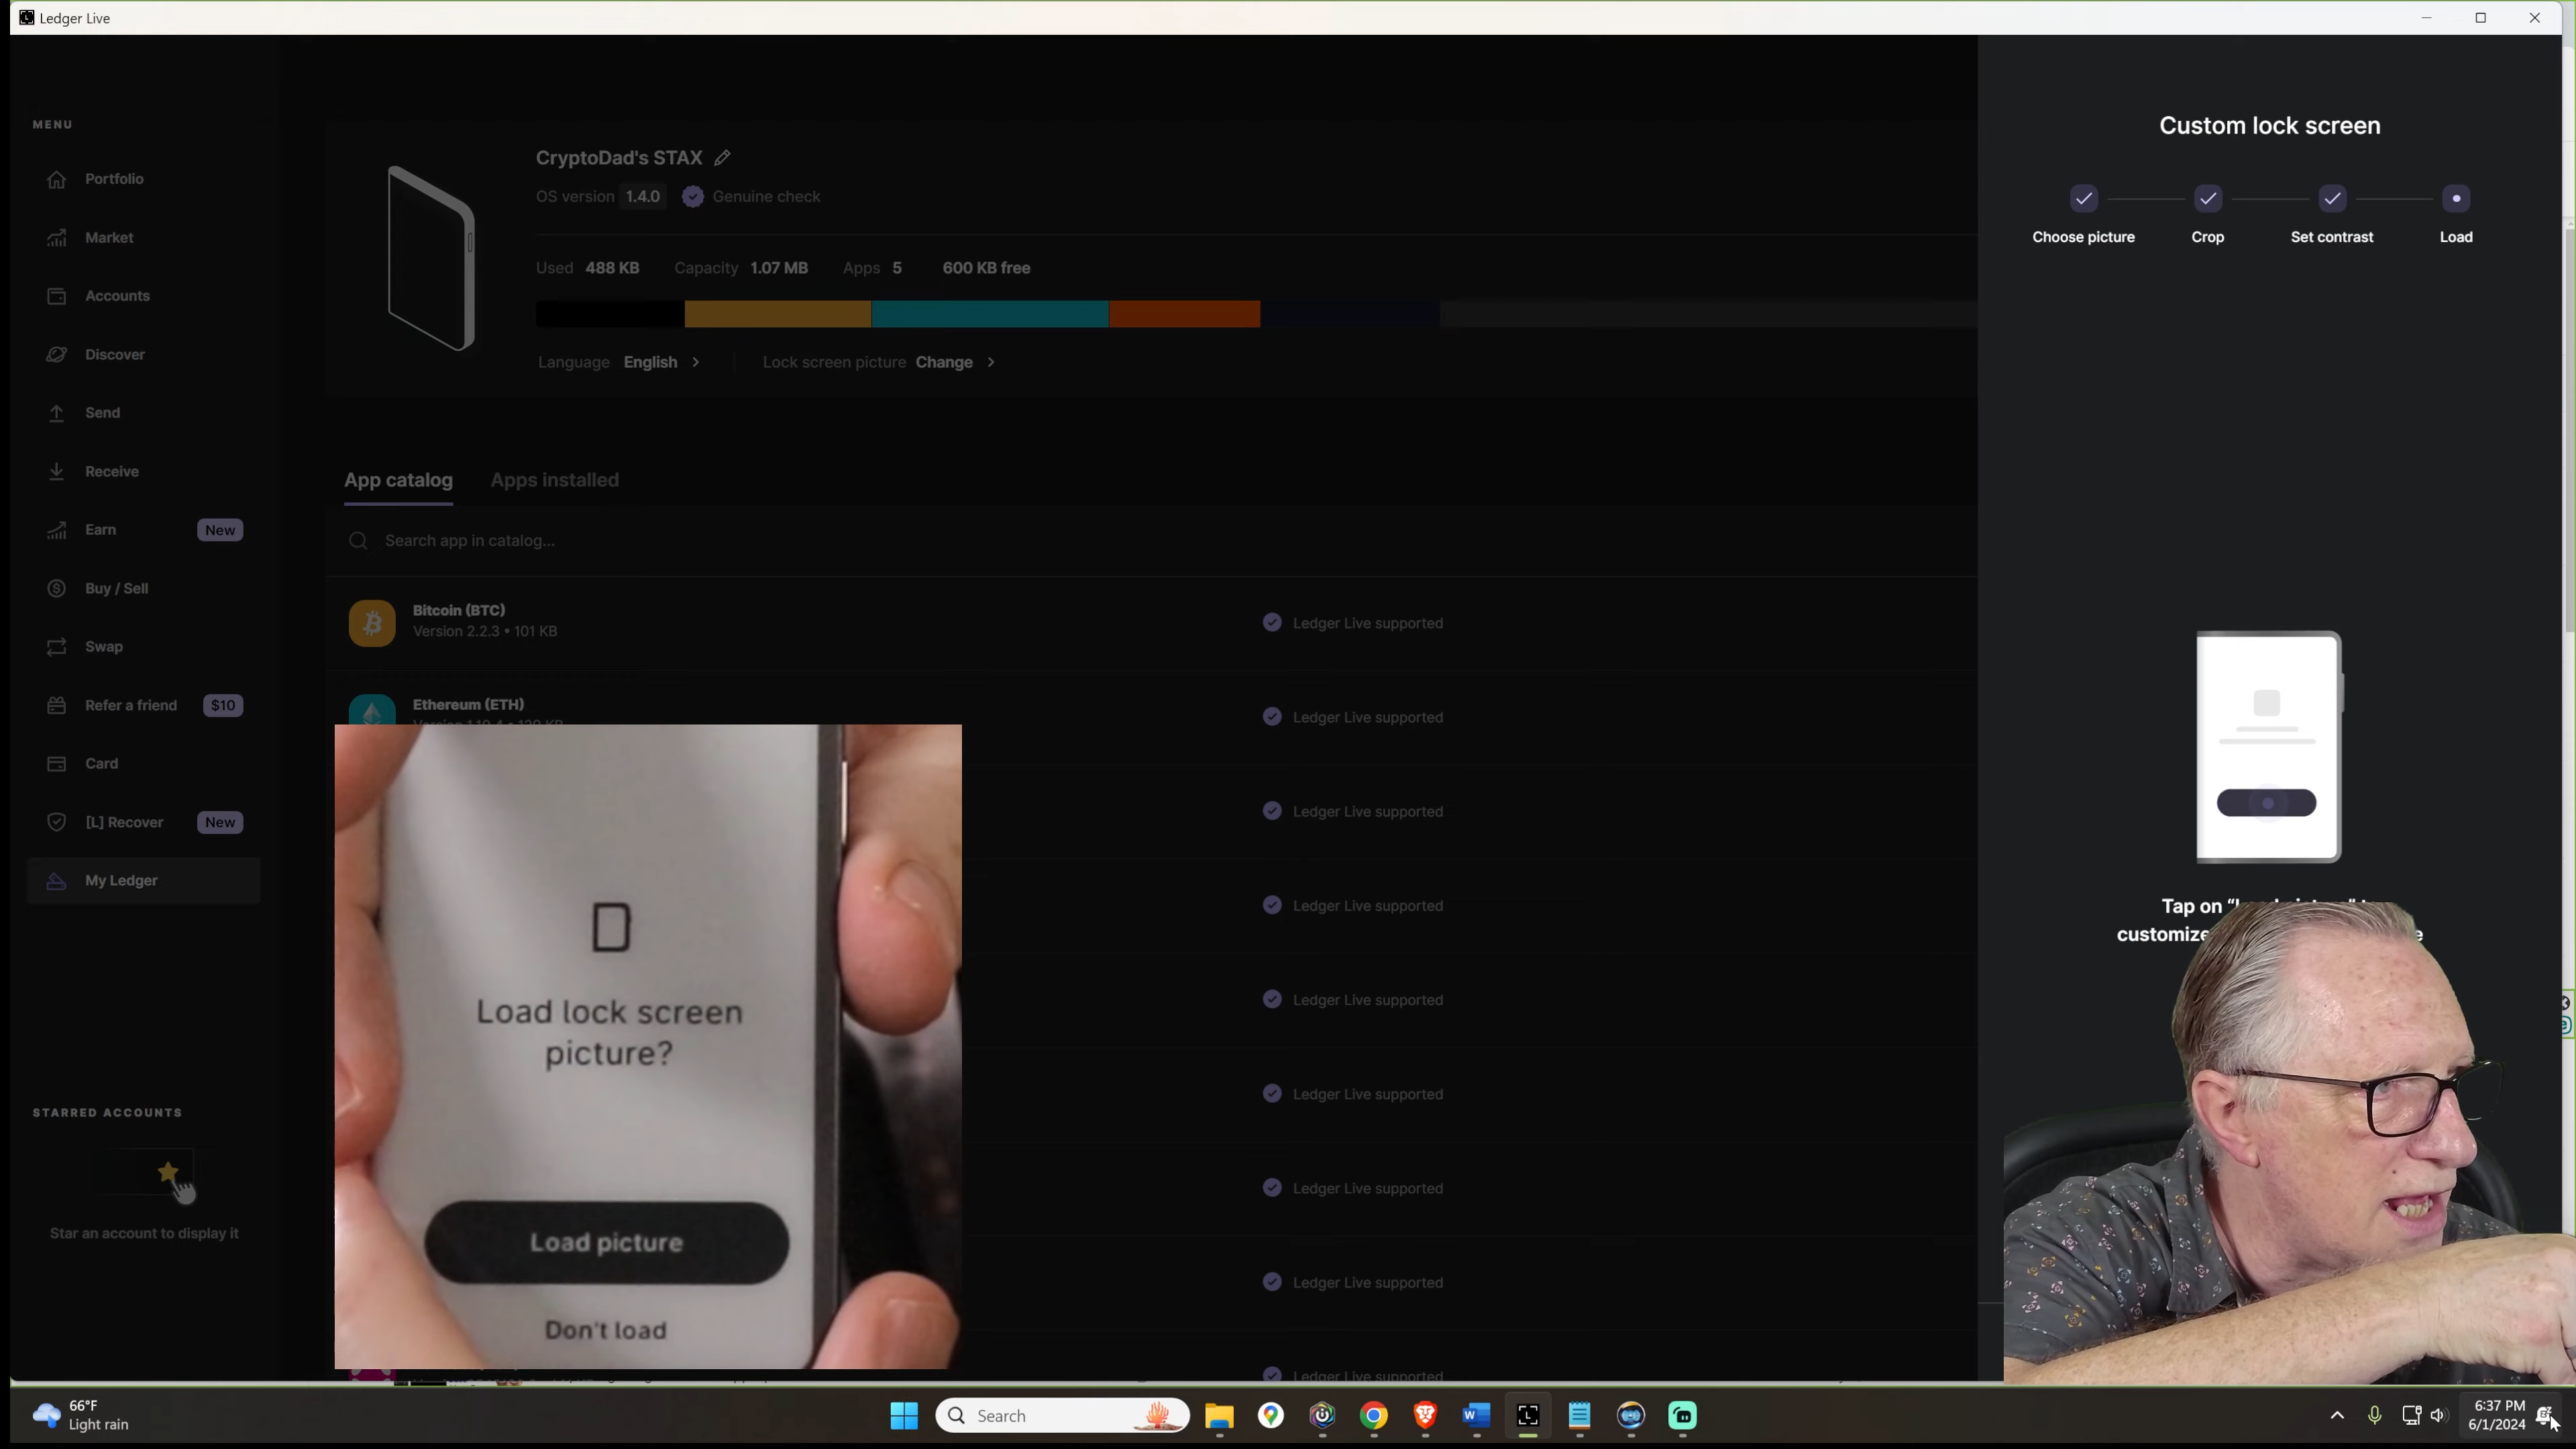 Ledger Live
MENU
Portfolio
Market
Accounts
Discover
Send
Receive
Earn New
Buy / Sell
Swap
Refer a friend $10
Card
[L] Recover New
My Ledger
STARRED ACCOUNTS
Star an account to display it
CryptoDad's STAX
OS version 1.4.0 Genuine check
Used 488 KB Capacity 1.07 MB Apps 5 600 KB free
Language English Lock screen picture Change
App catalog Apps installed
Search app in catalog...
Bitcoin (BTC)
Version 2.2.3 • 101 KB
Ledger Live supported
Ethereum (ETH)
Ledger Live supported
Ledger Live supported
Ledger Live supported
Ledger Live supported
Ledger Live supported
Ledger Live supported
Ledger Live supported
Ledger Live supported
Load lock screen
picture?
Load picture
Don't load
Custom lock screen
Choose picture Crop Set contrast Load
Tap on
customize
66°F
Light rain
Search
6:37 PM
6/1/2024